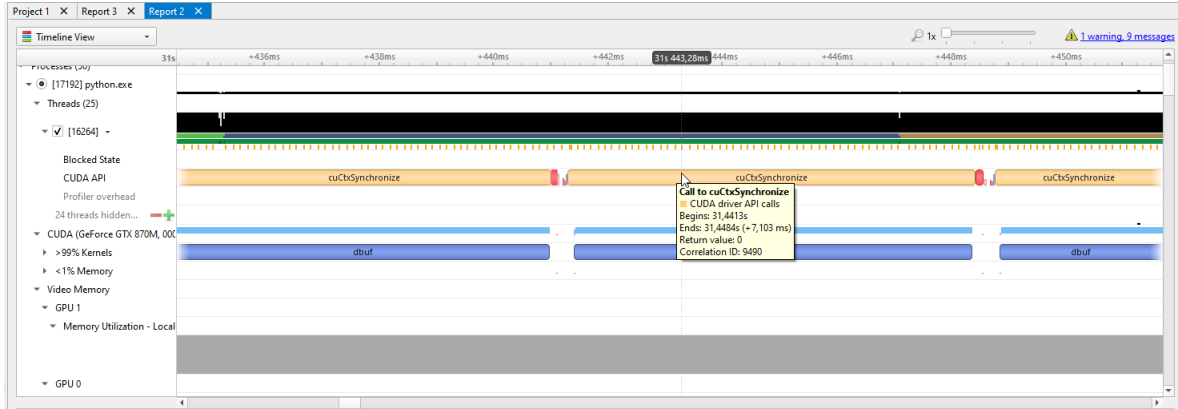 Project 1 Report 3 Report 2
Timeline View 1x 1 warning, 9 messages
31s +436ms +438ms +440ms +442ms 31s 443,28ms +444ms +446ms +448ms +450ms
Processes (30)
[17192] python.exe
Threads (25)
[16264]
Blocked State
CUDA API cuCtxSynchronize cuCtxSynchronize cuCtxSynchronize
Profiler overhead
24 threads hidden...
Call to cuCtxSynchronize
CUDA driver API calls
Begins: 31,4413s
Ends: 31,4484s (+7,103 ms)
Return value: 0
Correlation ID: 9490
CUDA (GeForce GTX 870M, 000
>99% Kernels dbuf dbuf
<1% Memory
Video Memory
GPU 1
Memory Utilization - Local
GPU 0